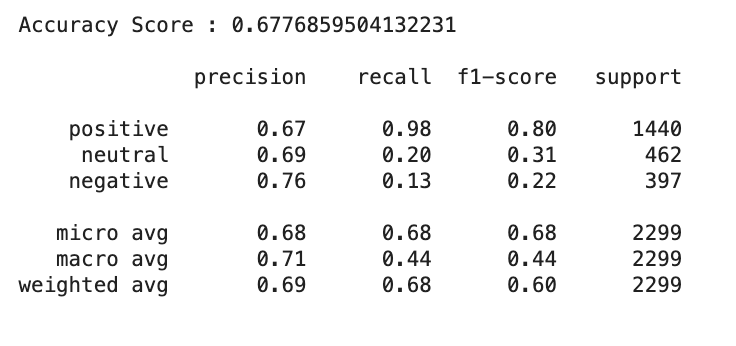 Accuracy Score : 0.6776859504132231
precision recall f1-score support
positive 0.67 0.98 0.80 1440
neutral 0.69 0.20 0.31 462
negative 0.76 0.13 0.22 397
micro avg 0.68 0.68 0.68 2299
macro avg 0.71 0.44 0.44 2299
weighted avg 0.69 0.68 0.60 2299